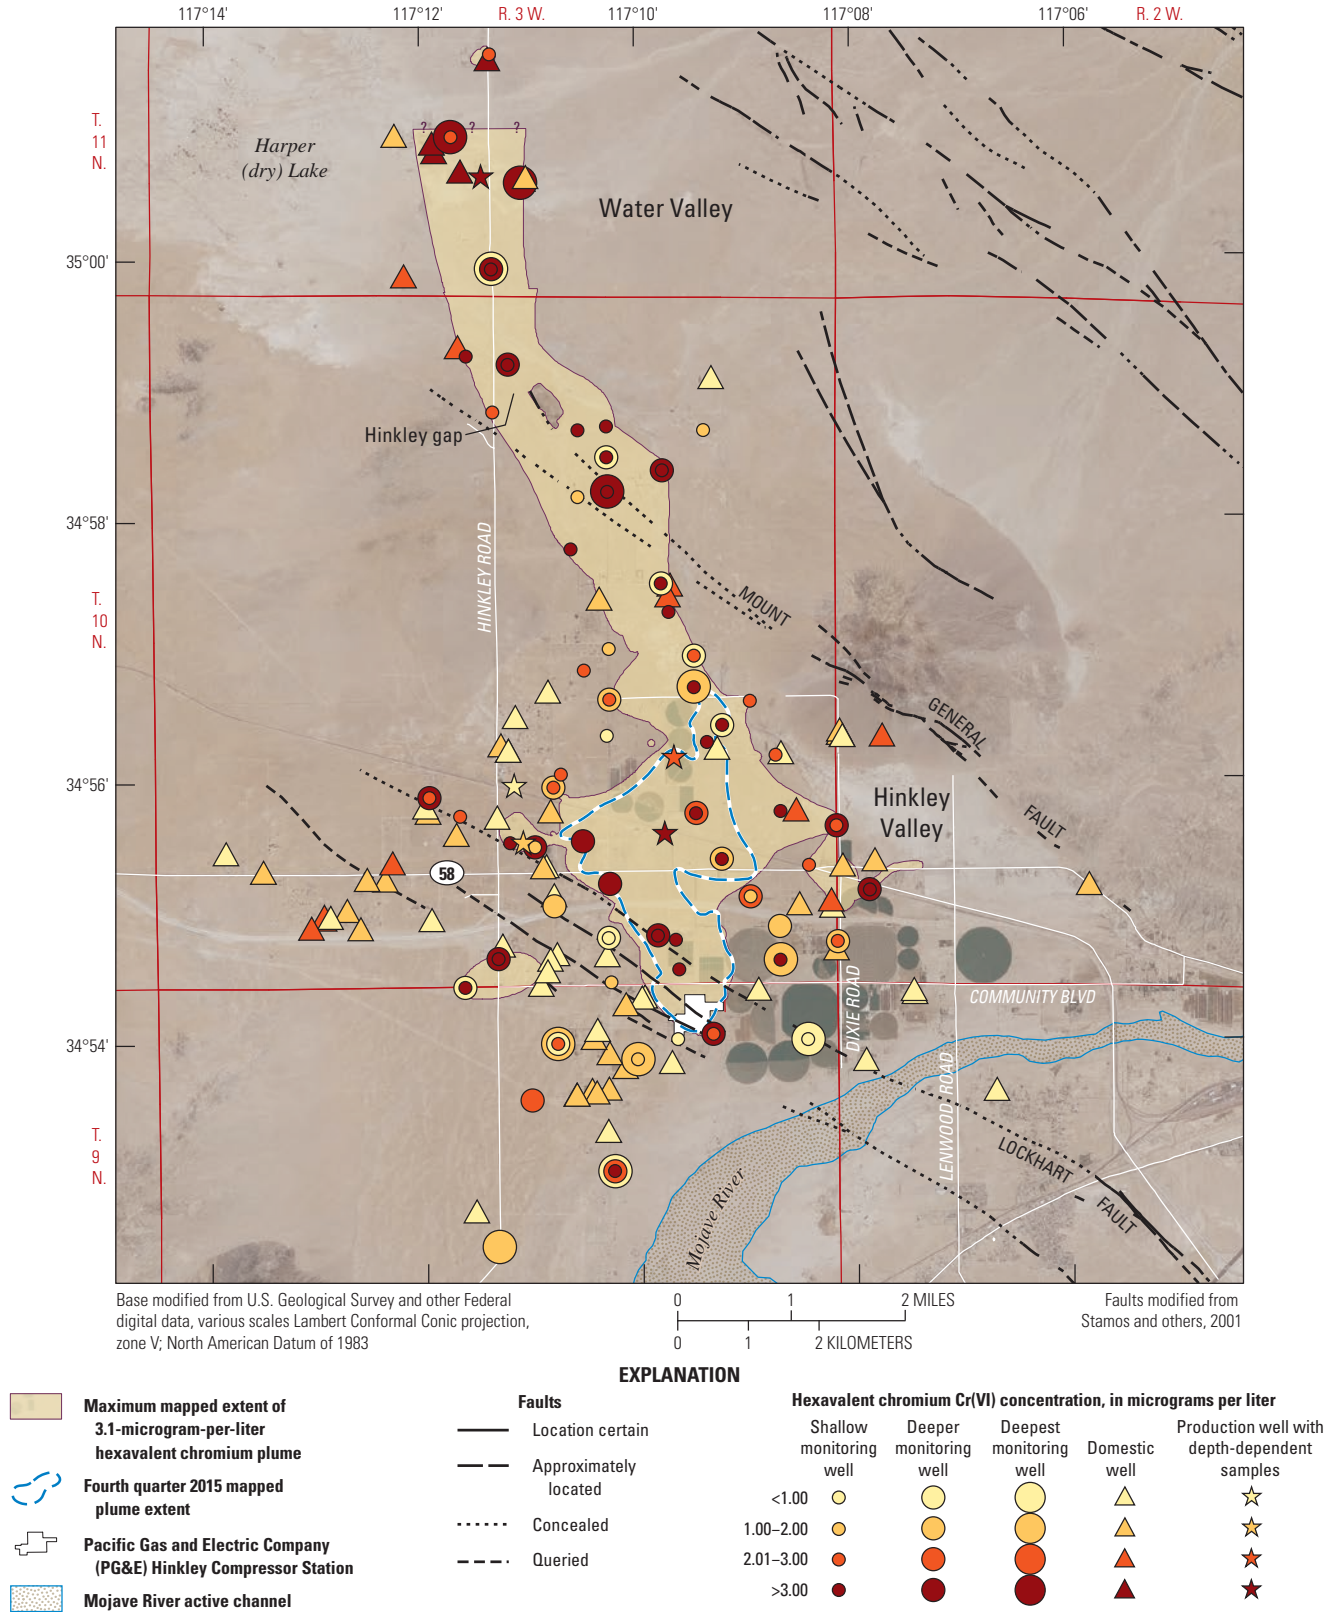 117°14' 117°12' R. 3 W. 117°10' 117°08' 117°06' R. 2 W.
T.
11
N.
Harper
(dry) Lake
? ? ?
Water Valley
35°00'
Hinkley gap
34°58'
HINKLEY ROAD
T.
10
N.
MOUNT
GENERAL
FAULT
34°56'
Hinkley
Valley
58
DIXIE ROAD
COMMUNITY BLVD
34°54'
LENWOOD ROAD
T.
9
N.
LOCKHART
FAULT
Mojave River
Base modified from U.S. Geological Survey and other Federal
digital data, various scales Lambert Conformal Conic projection,
zone V; North American Datum of 1983
0 1 2 MILES
0 1 2 KILOMETERS
Faults modified from
Stamos and others, 2001
EXPLANATION
Maximum mapped extent of
3.1-microgram-per-liter
hexavalent chromium plume
Fourth quarter 2015 mapped
plume extent
Pacific Gas and Electric Company
(PG&E) Hinkley Compressor Station
Mojave River active channel
Faults
Location certain
Approximately
located
Concealed
Queried
Hexavalent chromium Cr(VI) concentration, in micrograms per liter
Shallow
monitoring
well
Deeper
monitoring
well
Deepest
monitoring
well
Domestic
well
Production well with
depth-dependent
samples
<1.00
1.00–2.00
2.01–3.00
>3.00